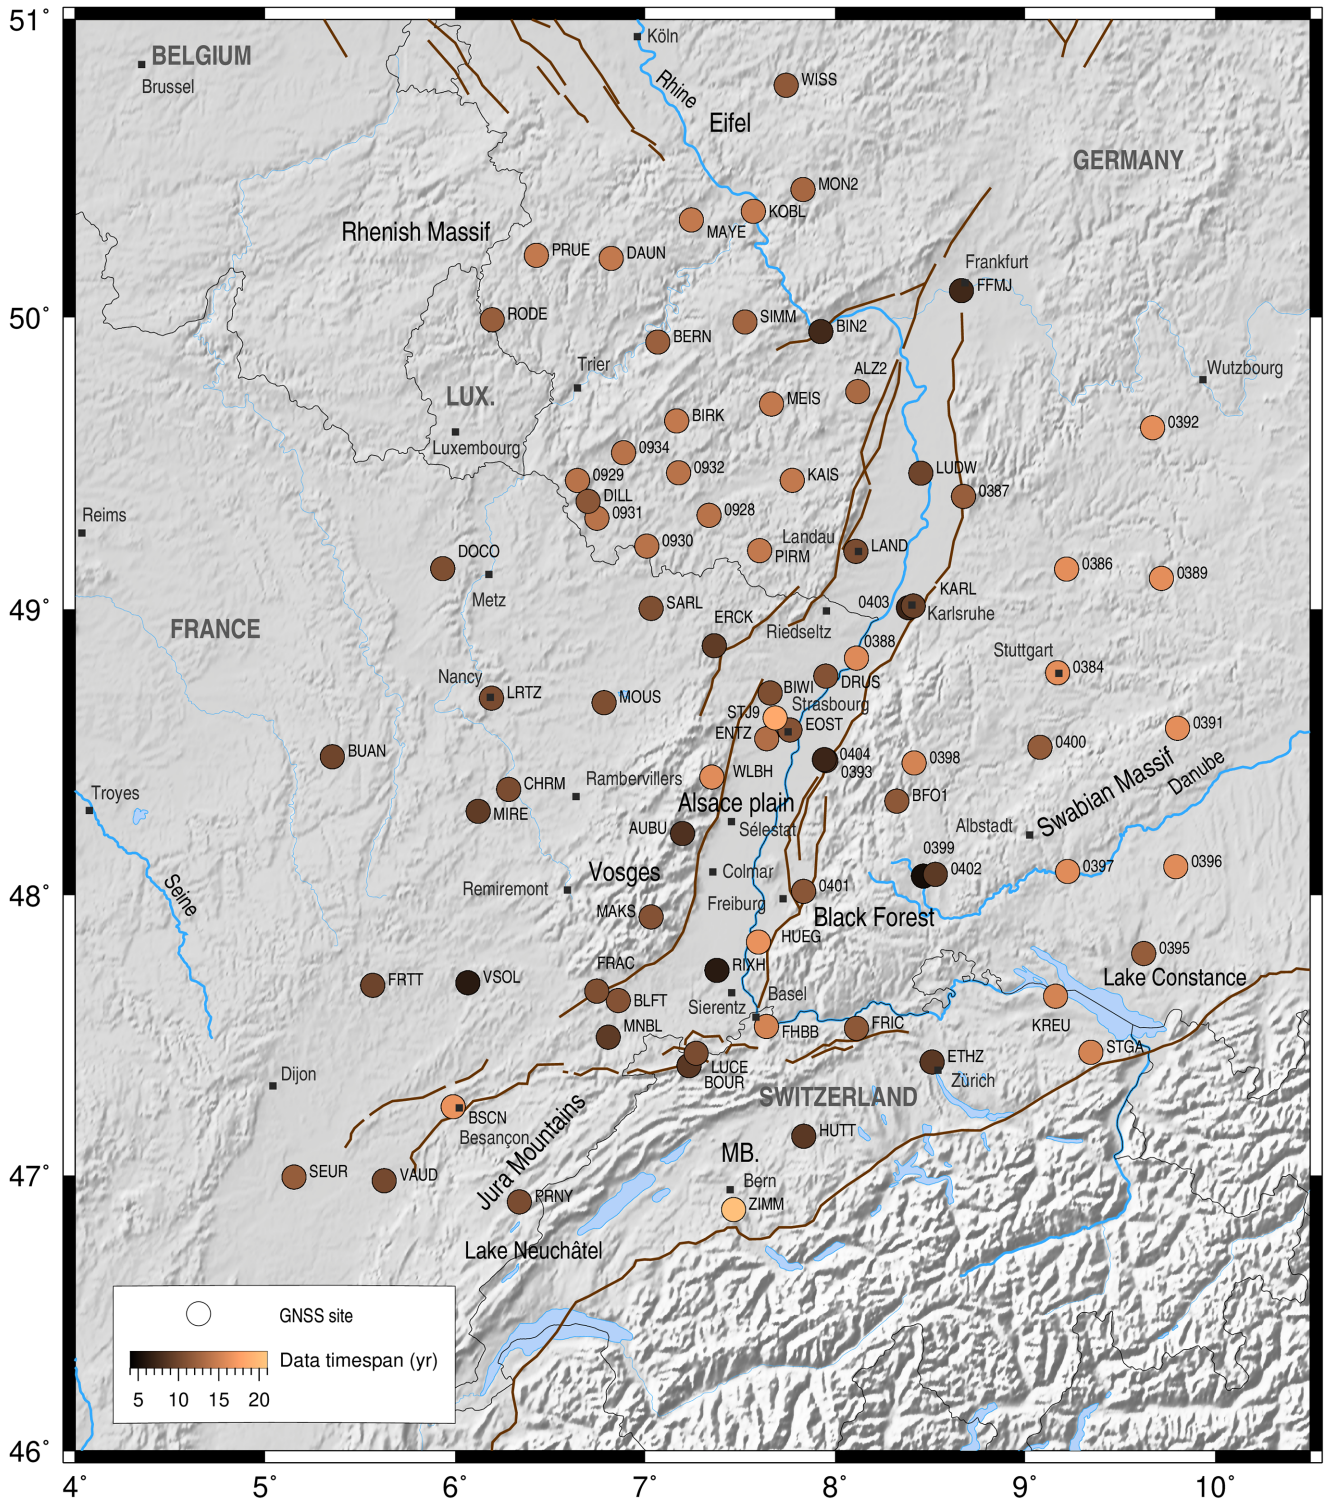 51°
BELGIUM
Brussel
Köln
Rhine
Eifel
WISS
GERMANY
MON2
KOBL
MAYE
Rhenish Massif
PRUE
DAUN
Frankfurt
FFMJ
50°
RODE
SIMM
BIN2
BERN
Trier
ALZ2
Wutzbourg
LUX.
MEIS
BIRK
0392
Luxembourg
0934
0932
0929
KAIS
LUDW
0387
DILL
0931
0928
Reims
Landau
LAND
0930
PIRM
DOCO
Metz
0386
0389
49°
SARL
ERCK
0403
KARL
Karlsruhe
FRANCE
Riedseltz
0388
Stuttgart
0384
Nancy
LRTZ
MOUS
BIWI
DRUS
STJ9
Strasbourg
EOST
ENTZ
0391
BUAN
0404
0393
0398
0400
WLBH
CHRM
Rambervillers
Swabian Massif
Danube
Troyes
MIRE
Alsace plain
BFO1
AUBU
Sélestat
Albstadt
0399
0402
0397
0396
Vosges
Colmar
Remiremont
0401
48°
Seine
Freiburg
MAKS
Black Forest
HUEG
0395
FRAC
RIXH
Lake Constance
FRTT
VSOL
BLFT
Sierentz
Basel
KREU
MNBL
FHBB
FRIC
STGA
LUCE
BOUR
ETHZ
Zürich
Dijon
SWITZERLAND
BSCN
Besançon
Jura Mountains
HUTT
MB.
47°
SEUR
VAUD
PRNY
Bern
ZIMM
Lake Neuchâtel
GNSS site
Data timespan (yr)
5 10 15 20
46°
4° 5° 6° 7° 8° 9° 10°